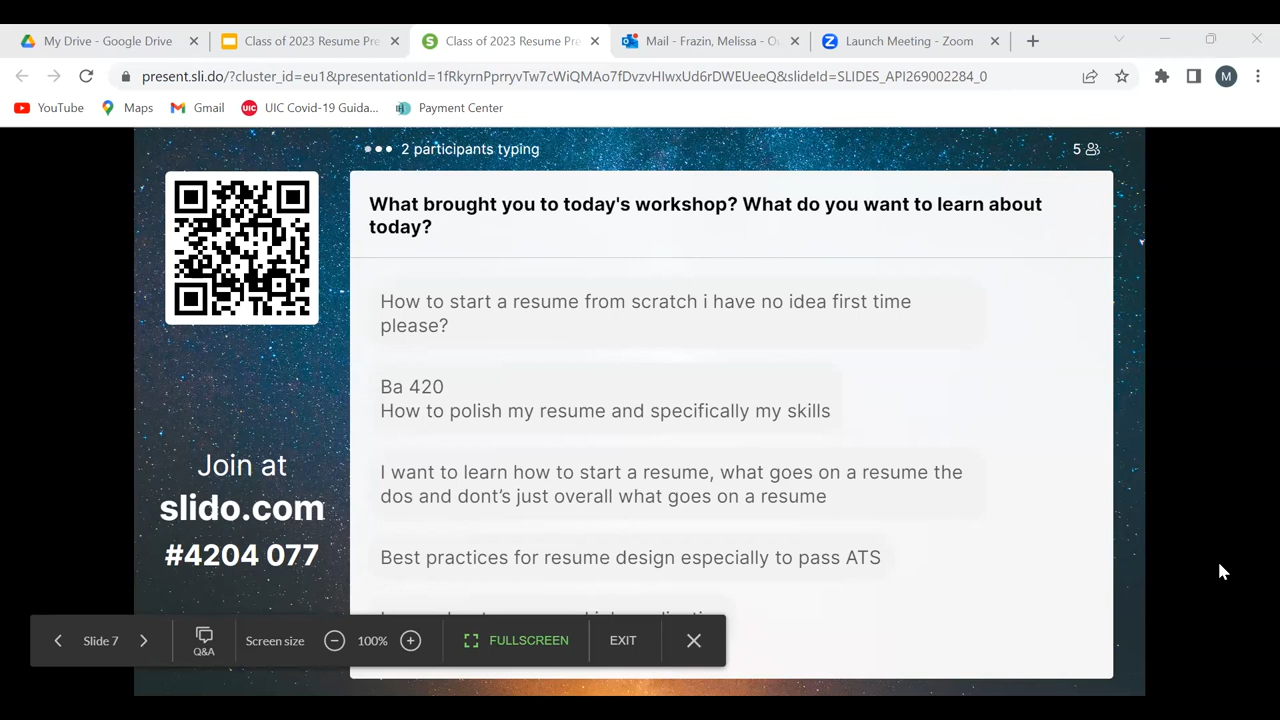 My Drive - Google Drive
Class of 2023 Resume Pre
Class of 2023 Resume Pre
Mail - Frazin, Melissa - Ou
Launch Meeting - Zoom
present.sli.do/?cluster_id=eu1&presentationId=1fRkyrnPprryvTw7cWiQMAo7fDvzvHIwxUd6rDWEUeeQ&slideId=SLIDES_API269002284_0
M
YouTube
Maps
Gmail
UIC
UIC Covid-19 Guida...
Payment Center
2 participants typing
5
What brought you to today's workshop? What do you want to learn about
today?
How to start a resume from scratch i have no idea first time
please?
Ba 420
How to polish my resume and specifically my skills
I want to learn how to start a resume, what goes on a resume the
dos and dont's just overall what goes on a resume
Best practices for resume design especially to pass ATS
Join at
slido.com
#4204 077
Slide 7
Q&A
Screen size
100%
FULLSCREEN
EXIT